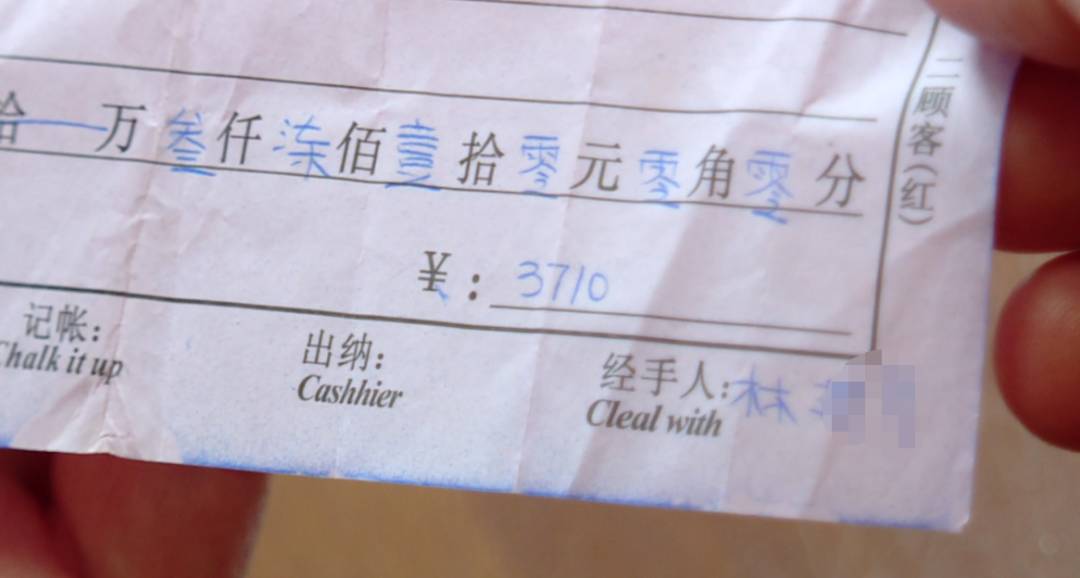 拾 万 叁 仟 柒 佰 壹 拾 零 元 零 角 零 分
¥: 3710
记帐: 出纳: 经手人: 林
Chalk it up Cashhier Cleal with
二顾客(红)